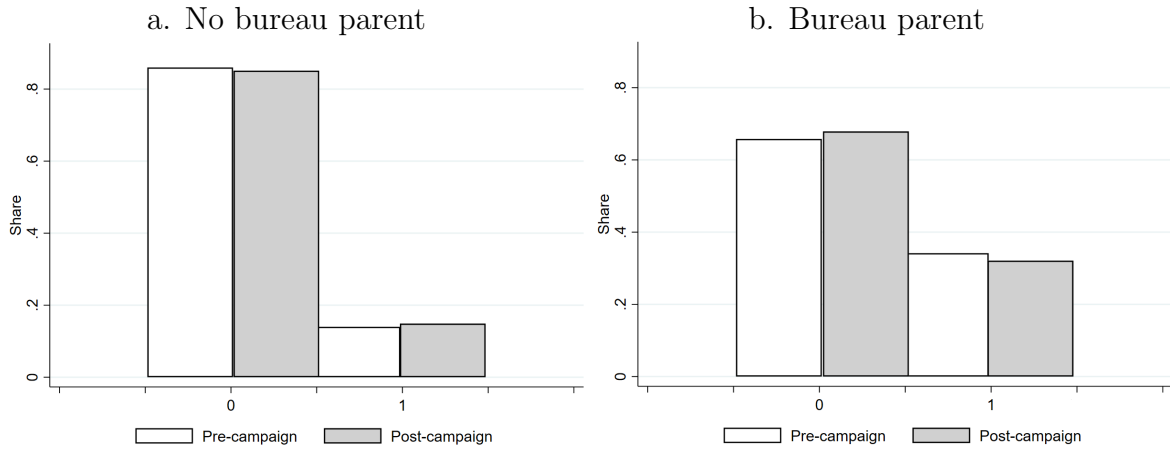 a. No bureau parent
Share
.8
.6
.4
.2
0
0 1
Pre-campaign Post-campaign
b. Bureau parent
Share
.8
.6
.4
.2
0
0 1
Pre-campaign Post-campaign